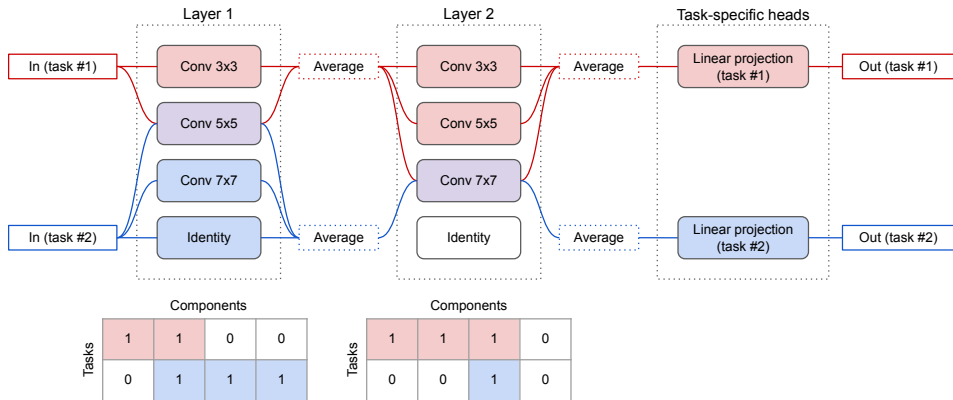 Layer 1
Layer 2
Task-specific heads
In (task #1)
Conv 3x3
Average
Conv 3x3
Average
Linear projection
(task #1)
Out (task #1)
Conv 5x5
Conv 5x5
Conv 7x7
Conv 7x7
In (task #2)
Identity
Average
Identity
Average
Linear projection
(task #2)
Out (task #2)
Components
Components
Tasks
1 1 0 0
0 1 1 1
Tasks
1 1 1 0
0 0 1 0